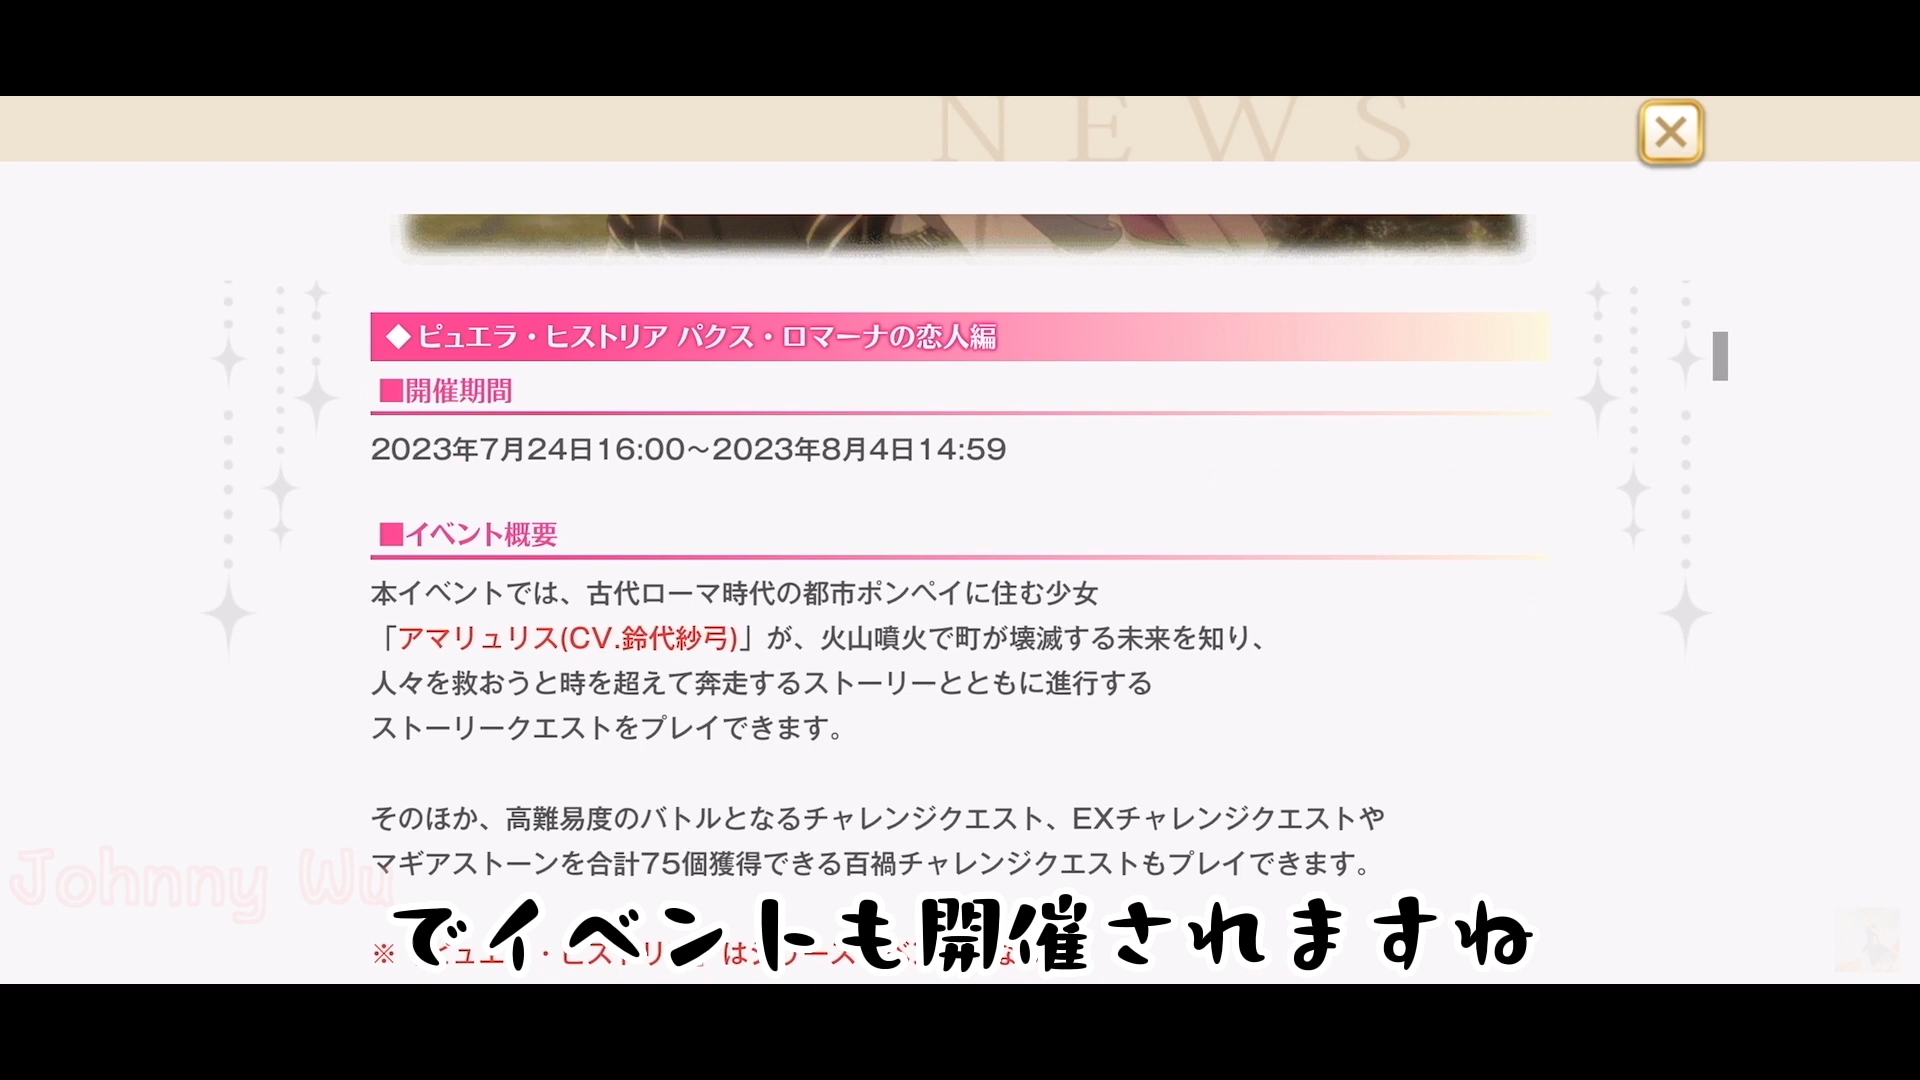 NEWS
◆ピュエラ・ヒストリア パクス・ロマーナの恋人編
■開催期間
2023年7月24日16:00～2023年8月4日14:59
■イベント概要
本イベントでは、古代ローマ時代の都市ポンペイに住む少女
「アマリュリス(CV.鈴代紗弓)」が、火山噴火で町が壊滅する未来を知り、
人々を救おうと時を超えて奔走するストーリーとともに進行する
ストーリークエストをプレイできます。
そのほか、高難易度のバトルとなるチャレンジクエスト、EXチャレンジクエストや
マギアストーンを合計75個獲得できる百禍チャレンジクエストもプレイできます。
Johnny Wu
でイベントも開催されますね